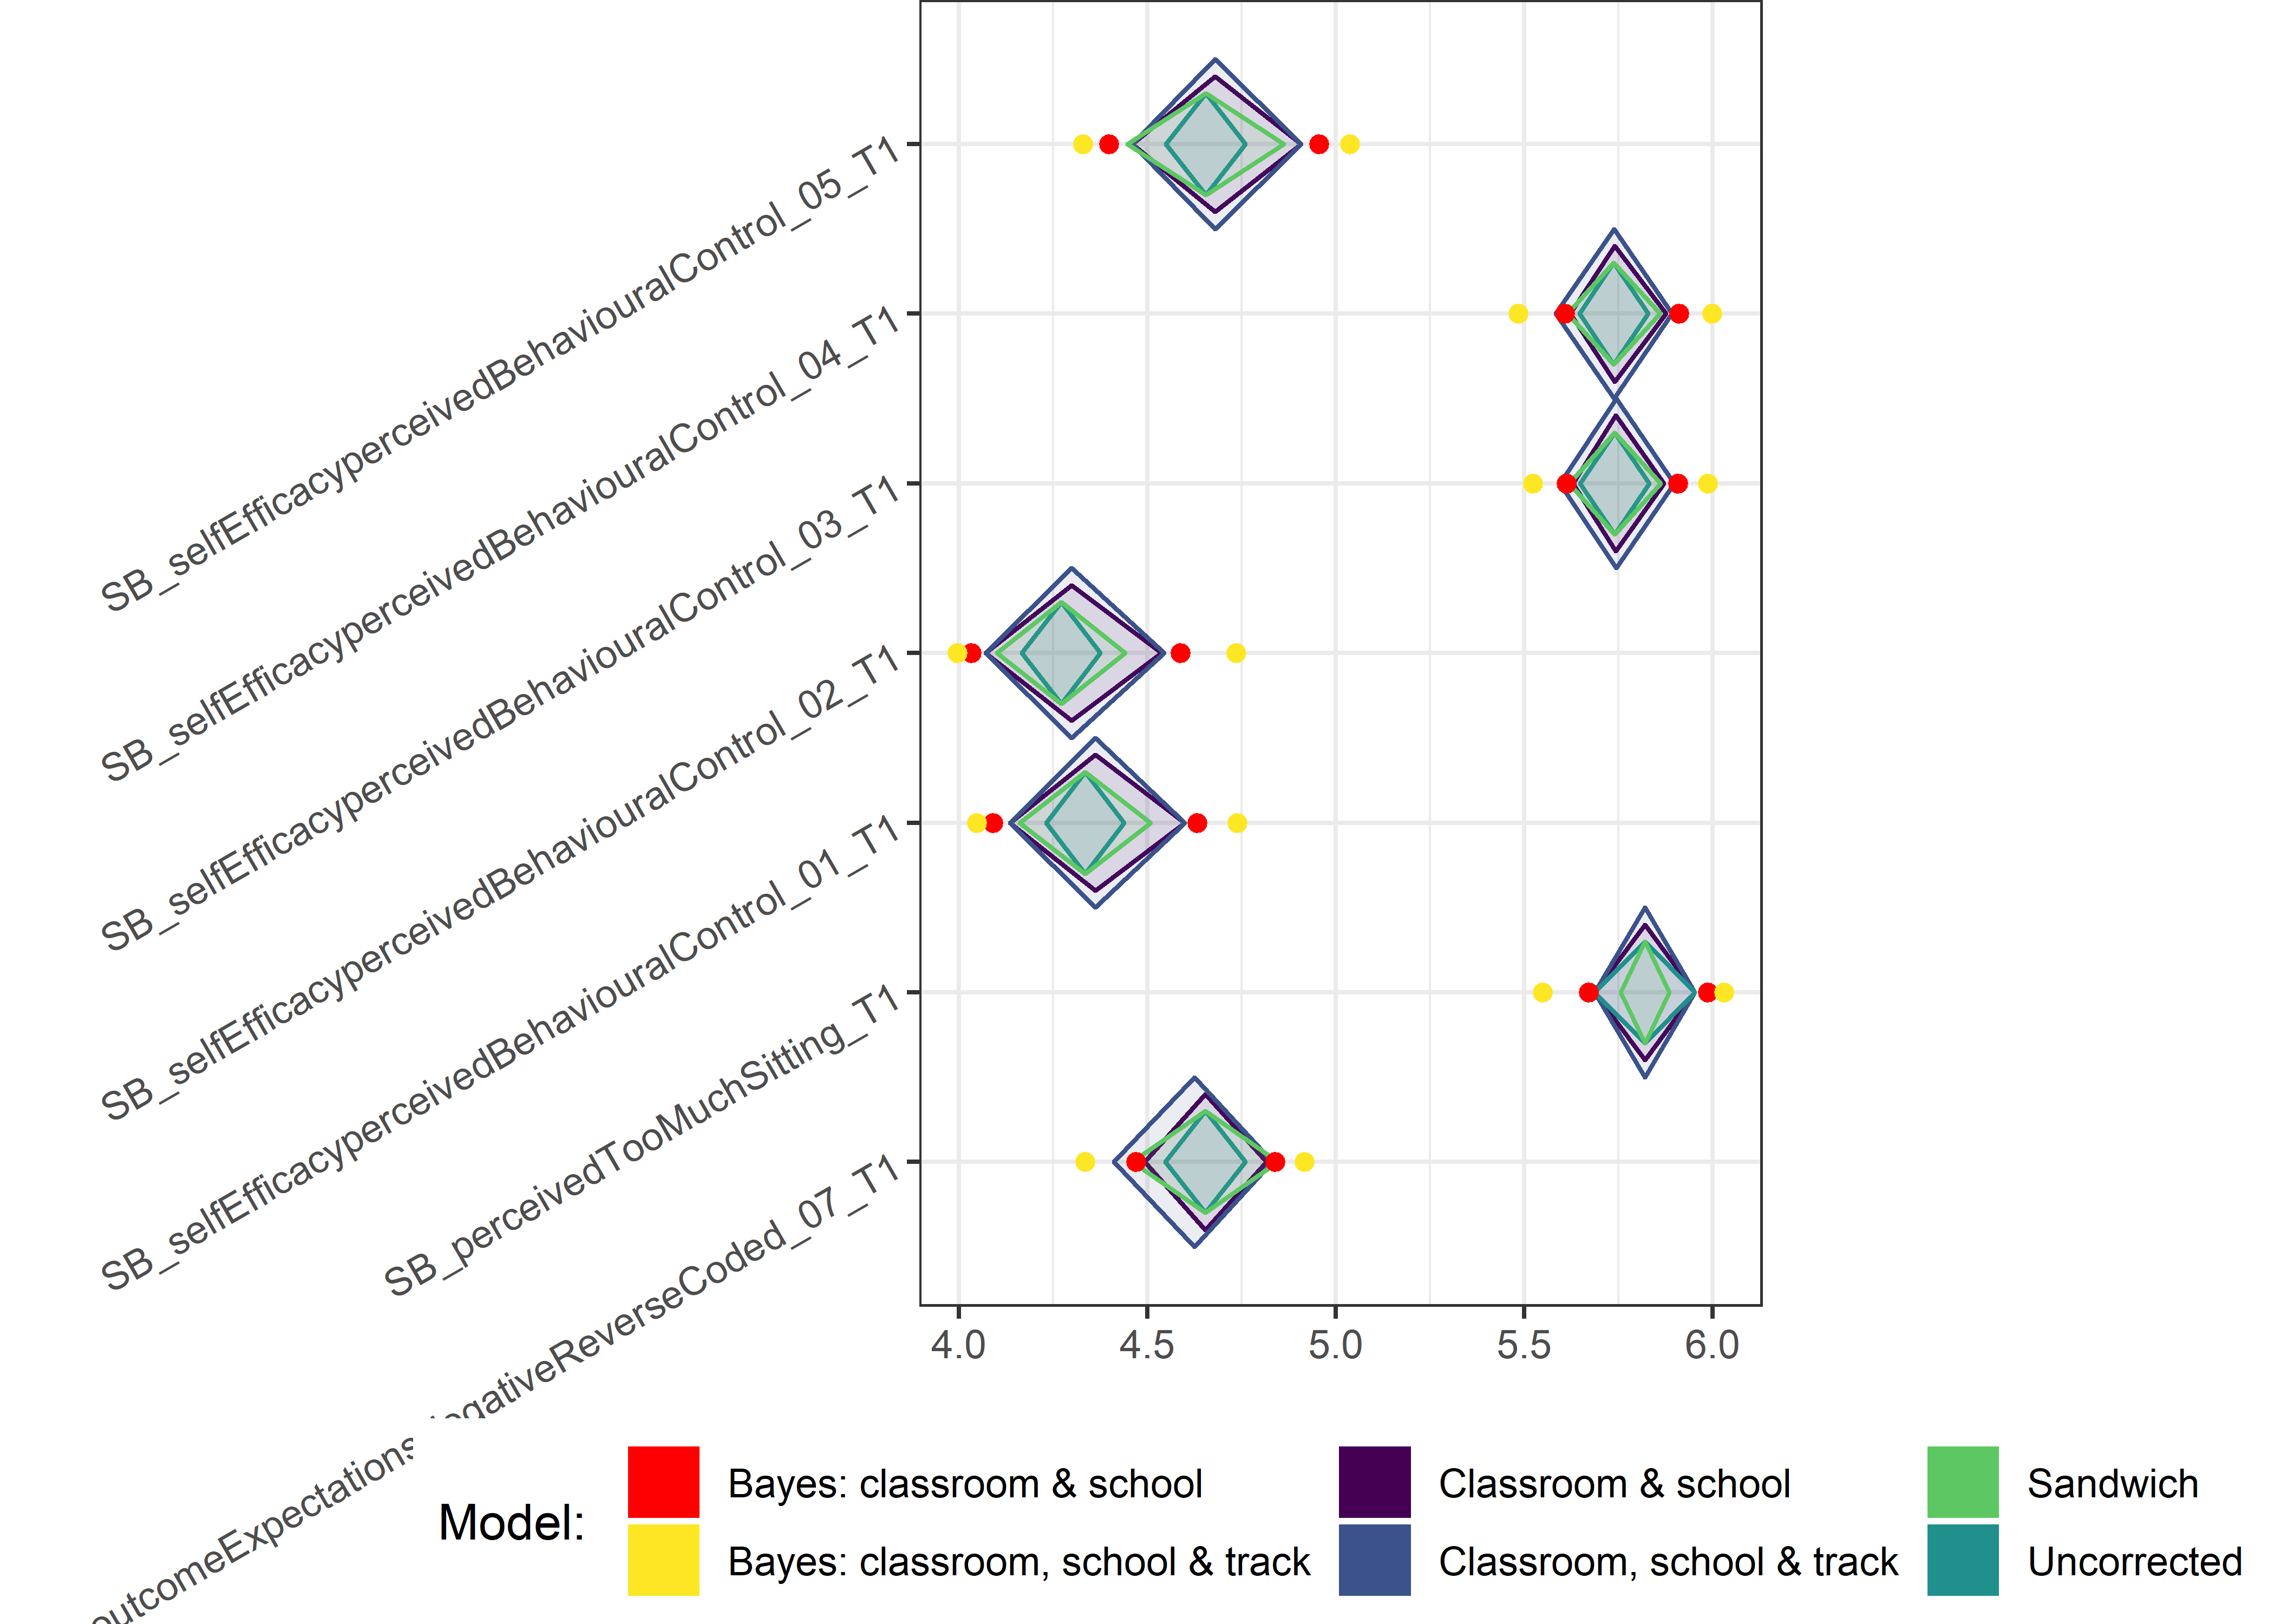 SB_selfEfficacyperceivedBehaviouralControl_05_T1
SB_selfEfficacyperceivedBehaviouralControl_04_T1
SB_selfEfficacyperceivedBehaviouralControl_03_T1
SB_selfEfficacyperceivedBehaviouralControl_02_T1
SB_selfEfficacyperceivedBehaviouralControl_01_T1
SB_perceivedTooMuchSitting_T1
outcomeExpectations egativeReverseCoded_07_T1
4.0 4.5 5.0 5.5 6.0
Model:
Bayes: classroom & school
Bayes: classroom, school & track
Classroom & school
Classroom, school & track
Sandwich
Uncorrected